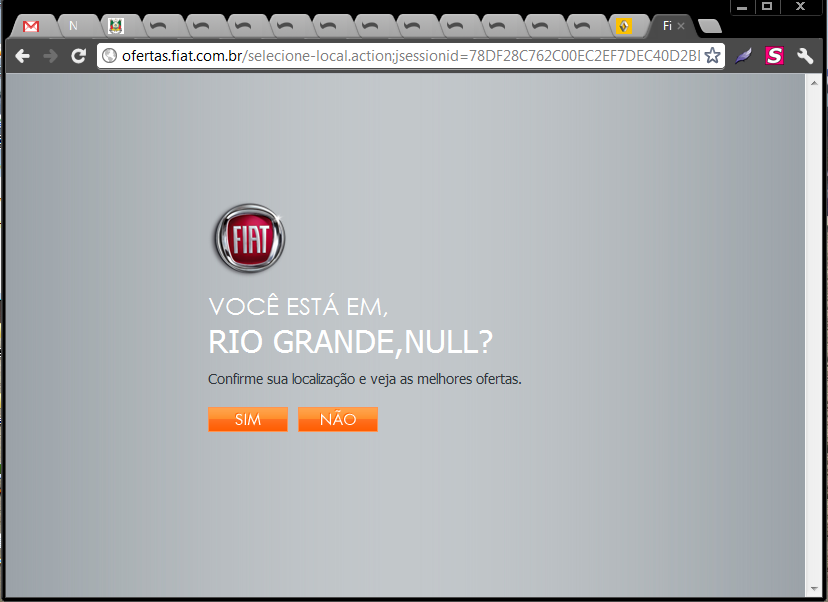 N
Fi
ofertas.fiat.com.br/selecione-local.action;jsessionid=78DF28C762C00EC2EF7DEC40D2BI
S
FIAT
VOCÊ ESTÁ EM,
RIO GRANDE,NULL?
Confirme sua localização e veja as melhores ofertas.
SIM NÃO